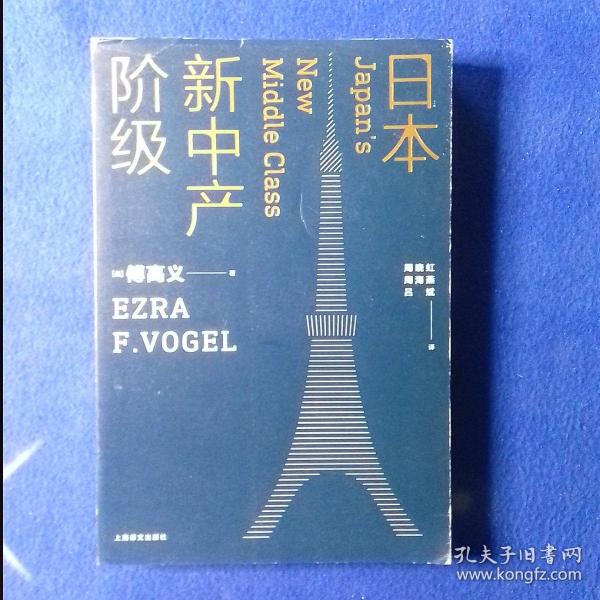 日本
Japan's
新中产
阶级
New
Middle Class
[美]傅高义 著
EZRA
F.VOGEL
周晓虹
周海燕
吕斌
译
上海译文出版社
孔夫子旧书网
www.kongfz.com